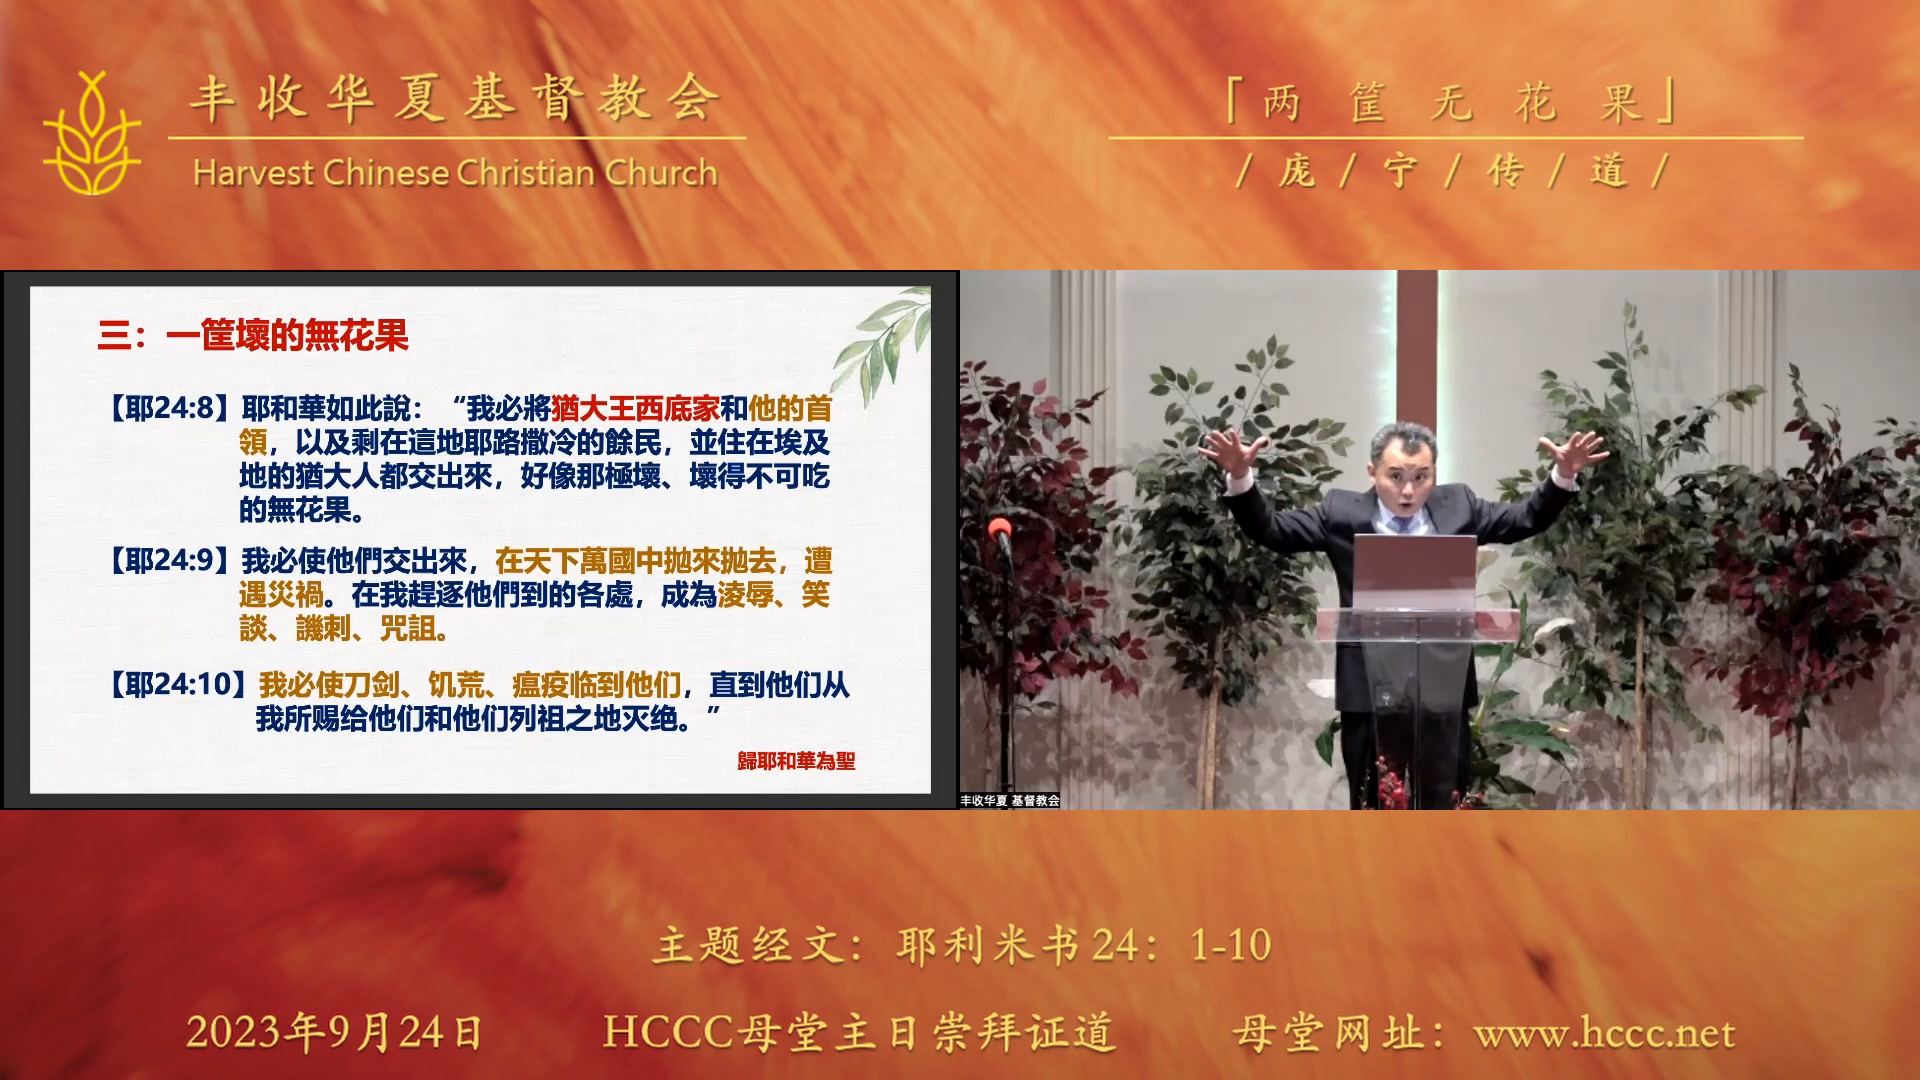 丰收华夏基督教会
Harvest Chinese Christian Church
「两筐无花果」
/ 庞 / 宁 / 传 / 道 /
三：一筐壞的無花果
【耶24:8】耶和華如此說：“我必將猶大王西底家和他的首
領，以及剩在這地耶路撒冷的餘民，並住在埃及
地的猶大人都交出來，好像那極壞、壞得不可吃
的無花果。
【耶24:9】我必使他們交出來，在天下萬國中拋來拋去，遭
遇災禍。在我趕逐他們到的各處，成為淩辱、笑
談、譏刺、咒詛。
【耶24:10】我必使刀剑、饥荒、瘟疫临到他们，直到他们从
我所赐给他们和他们列祖之地灭绝。”
歸耶和華為聖
丰收华夏 基督教会
主题经文：耶利米书 24：1-10
2023年9月24日
HCCC母堂主日崇拜证道
母堂网址：www.hccc.net